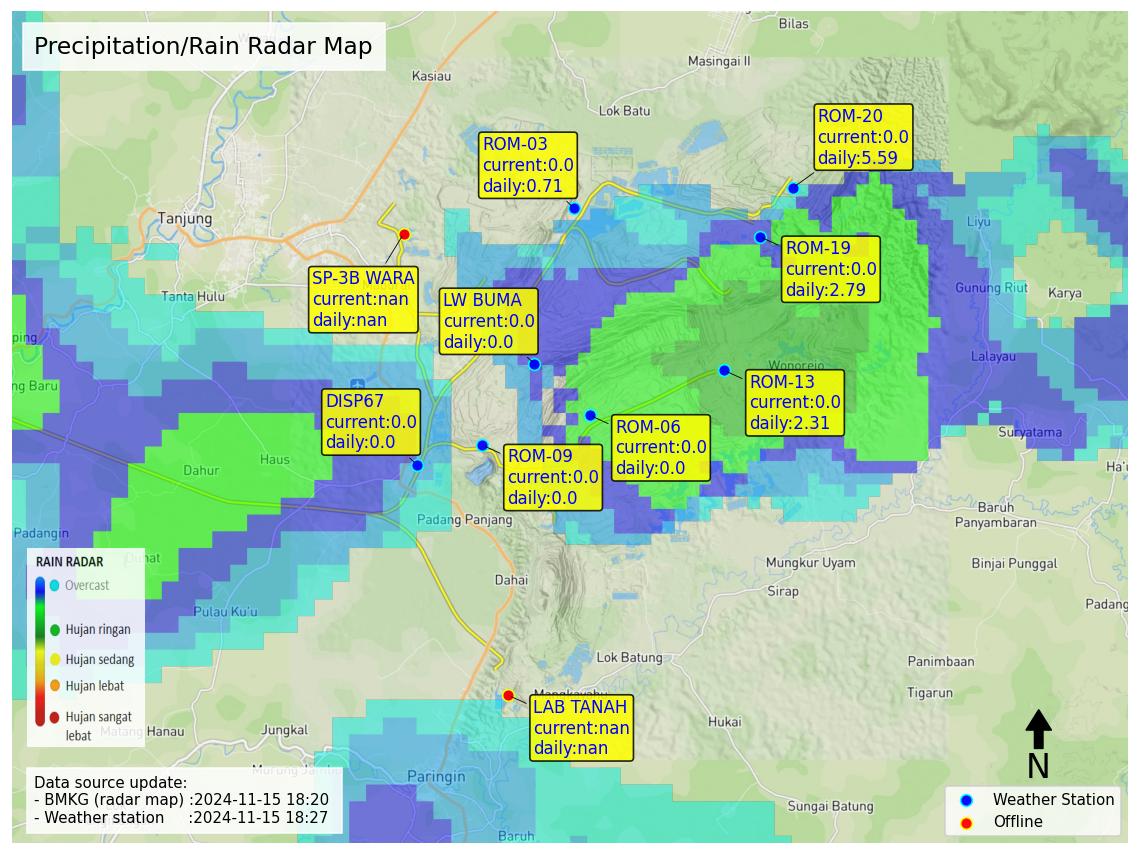 Precipitation/Rain Radar Map
Bilas
Masingai II
Kasiau
Lok Batu
ROM-20
current:0.0
daily:5.59
ROM-03
current:0.0
daily:0.71
Tanjung
Liyu
ROM-19
current:0.0
daily:2.79
SP-3B WARA
current:nan
daily:nan
Tanta Hulu
LW BUMA
current:0.0
daily:0.0
Gunung Riut
Karya
ping
Lalayau
Wonorejo
ng Baru
ROM-13
current:0.0
daily:2.31
DISP67
current:0.0
daily:0.0
ROM-06
current:0.0
daily:0.0
Suryatama
Haus
Dahur
ROM-09
current:0.0
daily:0.0
Ha'u
Padang Panjang
Baruh
Panyambaran
Padangin
Mungkur Uyam
Binjai Punggal
Dahai
Sirap
Padang
Pulau Ku'u
RAIN RADAR
Overcast
Hujan ringan
Hujan sedang
Hujan lebat
Hujan sangat
lebat
Lok Batung
Panimbaan
Tigarun
LAB TANAH
current:nan
daily:nan
Hukai
Manau
Jungkal
Paringin
N
Sungai Batung
Baruh
Data source update:
- BMKG (radar map) :2024-11-15 18:20
- Weather station :2024-11-15 18:27
Weather Station
Offline